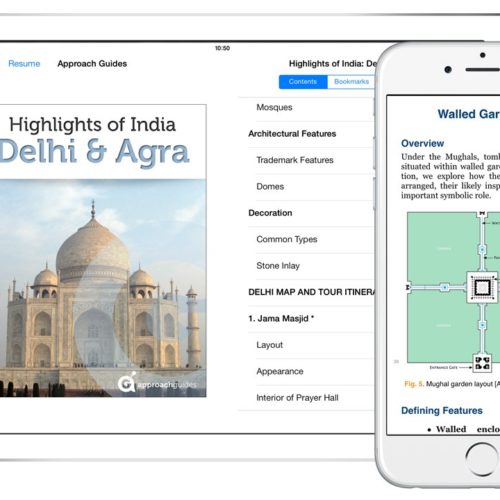 10:50
Resume
Approach Guides
Highlights of India
Delhi & Agra
approachguides
Highlights of India: De
Contents
Bookmarks
Mosques
Architectural Features
Trademark Features
Domes
Decoration
Common Types
Stone Inlay
DELHI MAP AND TOUR ITINERA
1. Jama Masjid *
Layout
Appearance
Interior of Prayer Hall
Walled Gar
Overview
Under the Mughals, tomb
situated within walled gard
tion, we explore how the
arranged, their likely insp
important symbolic role.
ENTRANCE GATE
Fig. 5. Mughal garden layout [A
Defining Features
• Walled enclo